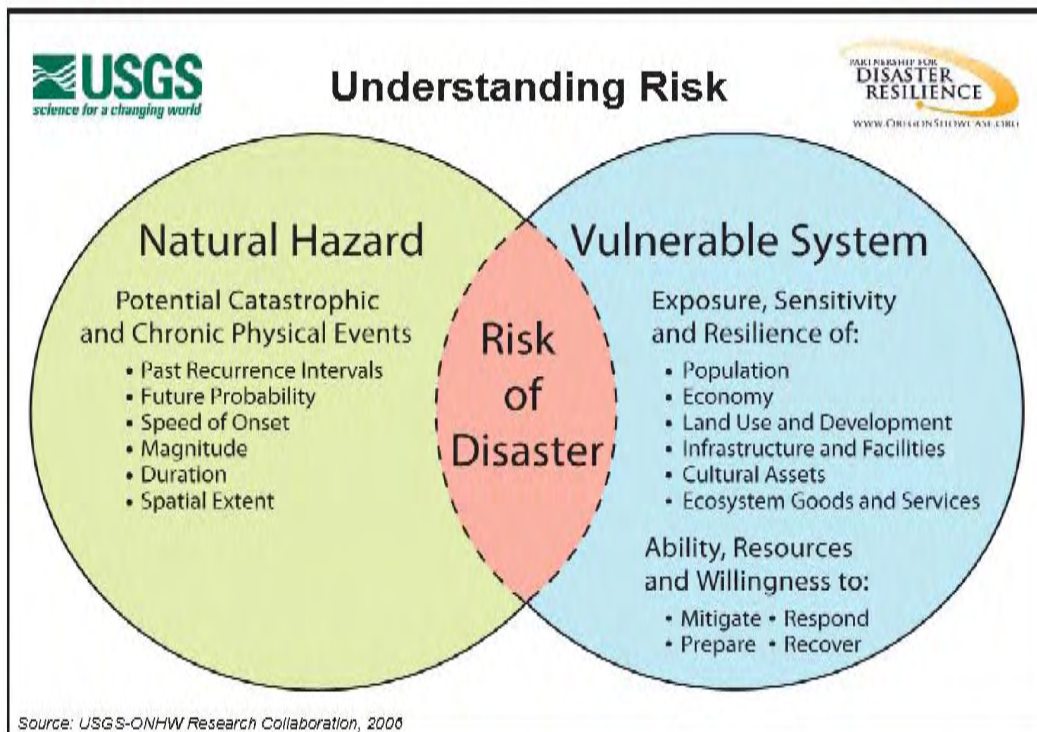 USGS
science for a changing world
Understanding Risk
PARTNERSHIP FOR
DISASTER
RESILIENCE
WWW.OREGONSHOWCASE.ORG
Natural Hazard
Potential Catastrophic
and Chronic Physical Events
• Past Recurrence Intervals
• Future Probability
• Speed of Onset
• Magnitude
• Duration
• Spatial Extent
Risk
of
Disaster
Vulnerable System
Exposure, Sensitivity
and Resilience of:
• Population
• Economy
• Land Use and Development
• Infrastructure and Facilities
• Cultural Assets
• Ecosystem Goods and Services
Ability, Resources
and Willingness to:
• Mitigate • Respond
• Prepare • Recover
Source: USGS-ONHW Research Collaboration, 2006